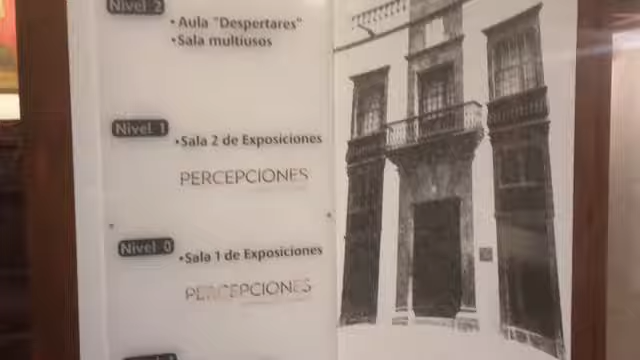 Nivel 2
• Aula "Despertares"
• Sala multiusos
Nivel 1
• Sala 2 de Exposiciones
PERCEPCIONES
Nivel 0
• Sala 1 de Exposiciones
PERCEPCIONES